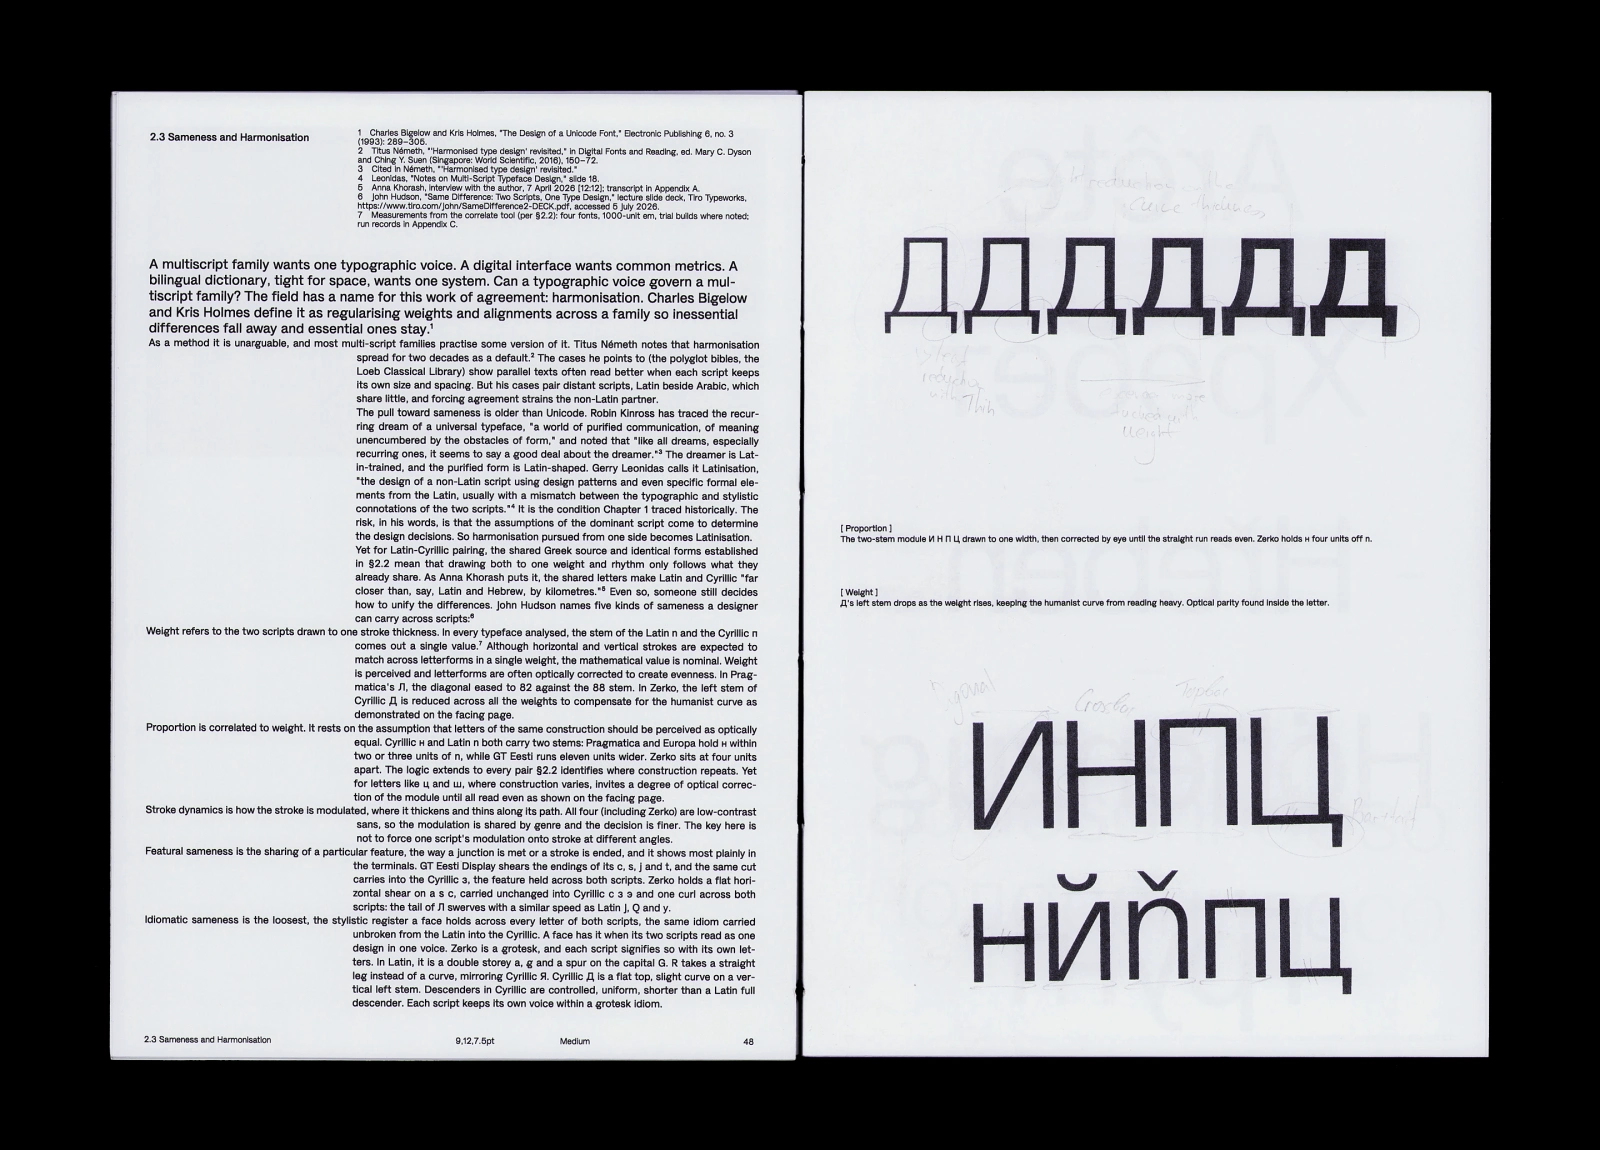 2.3 Sameness and Harmonisation
1 Charles Bigelow and Kris Holmes, "The Design of a Unicode Font," Electronic Publishing 6, no. 3
(1993): 289–305.
2 Titus Németh, "'Harmonised type design' revisited," in Digital Fonts and Reading, ed. Mary C. Dyson
and Ching Y. Suen (Singapore: World Scientific, 2016), 150–72.
3 Cited in Németh, "'Harmonised type design' revisited."
4 Leonidas, "Notes on Multi-Script Typeface Design," slide 18.
5 Anna Khorash, interview with the author, 7 April 2026 [12:12]; transcript in Appendix A.
6 John Hudson, "Same Difference: Two Scripts, One Type Design," lecture slide deck, Tiro Typeworks,
https://www.tiro.com/john/SameDifference2-DECK.pdf, accessed 5 July 2026.
7 Measurements from the correlate tool (per §2.2): four fonts, 1000-unit em, trial builds where noted;
run records in Appendix C.
A multiscript family wants one typographic voice. A digital interface wants common metrics. A
bilingual dictionary, tight for space, wants one system. Can a typographic voice govern a mul-
tiscript family? The field has a name for this work of agreement: harmonisation. Charles Bigelow
and Kris Holmes define it as regularising weights and alignments across a family so inessential
differences fall away and essential ones stay.¹
As a method it is unarguable, and most multi-script families practise some version of it. Titus Németh notes that harmonisation
spread for two decades as a default.² The cases he points to (the polyglot bibles, the
Loeb Classical Library) show parallel texts often read better when each script keeps
its own size and spacing. But his cases pair distant scripts, Latin beside Arabic, which
share little, and forcing agreement strains the non-Latin partner.
The pull toward sameness is older than Unicode. Robin Kinross has traced the recur-
ring dream of a universal typeface, "a world of purified communication, of meaning
unencumbered by the obstacles of form," and noted that "like all dreams, especially
recurring ones, it seems to say a good deal about the dreamer."³ The dreamer is Lat-
in-trained, and the purified form is Latin-shaped. Gerry Leonidas calls it Latinisation,
"the design of a non-Latin script using design patterns and even specific formal ele-
ments from the Latin, usually with a mismatch between the typographic and stylistic
connotations of the two scripts."⁴ It is the condition Chapter 1 traced historically. The
risk, in his words, is that the assumptions of the dominant script come to determine
the design decisions. So harmonisation pursued from one side becomes Latinisation.
Yet for Latin-Cyrillic pairing, the shared Greek source and identical forms established
in §2.2 mean that drawing both to one weight and rhythm only follows what they
already share. As Anna Khorash puts it, the shared letters make Latin and Cyrillic "far
closer than, say, Latin and Hebrew, by kilometres."⁵ Even so, someone still decides
how to unify the differences. John Hudson names five kinds of sameness a designer
can carry across scripts:⁶
Weight refers to the two scripts drawn to one stroke thickness. In every typeface analysed, the stem of the Latin n and the Cyrillic п
comes out a single value.⁷ Although horizontal and vertical strokes are expected to
match across letterforms in a single weight, the mathematical value is nominal. Weight
is perceived and letterforms are often optically corrected to create evenness. In Prag-
matica's Л, the diagonal eased to 82 against the 88 stem. In Zerko, the left stem of
Cyrillic Д is reduced across all the weights to compensate for the humanist curve as
demonstrated on the facing page.
Proportion is correlated to weight. It rests on the assumption that letters of the same construction should be perceived as optically
equal. Cyrillic н and Latin n both carry two stems: Pragmatica and Europa hold н within
two or three units of n, while GT Eesti runs eleven units wider. Zerko sits at four units
apart. The logic extends to every pair §2.2 identifies where construction repeats. Yet
for letters like ц and ш, where construction varies, invites a degree of optical correc-
tion of the module until all read even as shown on the facing page.
Stroke dynamics is how the stroke is modulated, where it thickens and thins along its path. All four (including Zerko) are low-contrast
sans, so the modulation is shared by genre and the decision is finer. The key here is
not to force one script's modulation onto stroke at different angles.
Featural sameness is the sharing of a particular feature, the way a junction is met or a stroke is ended, and it shows most plainly in
the terminals. GT Eesti Display shears the endings of its c, s, j and t, and the same cut
carries into the Cyrillic з, the feature held across both scripts. Zerko holds a flat hori-
zontal shear on a s c, carried unchanged into Cyrillic с з э and one curl across both
scripts: the tail of Л swerves with a similar speed as Latin j, Q and y.
Idiomatic sameness is the loosest, the stylistic register a face holds across every letter of both scripts, the same idiom carried
unbroken from the Latin into the Cyrillic. A face has it when its two scripts read as one
design in one voice. Zerko is a grotesk, and each script signifies so with its own let-
ters. In Latin, it is a double storey a, g and a spur on the capital G. R takes a straight
leg instead of a curve, mirroring Cyrillic Я. Cyrillic Д is a flat top, slight curve on a ver-
tical left stem. Descenders in Cyrillic are controlled, uniform, shorter than a Latin full
descender. Each script keeps its own voice within a grotesk idiom.
2.3 Sameness and Harmonisation 9,12,7.5pt Medium 48
reduction
curve thickness
ДДДДДД
with Thin
weight
[ Proportion ]
The two-stem module И Н П Ц drawn to one width, then corrected by eye until the straight run reads even. Zerko holds н four units off n.
[ Weight ]
Д's left stem drops as the weight rises, keeping the humanist curve from reading heavy. Optical parity found inside the letter.
Crossbar
ИНПЦ
нйňпц